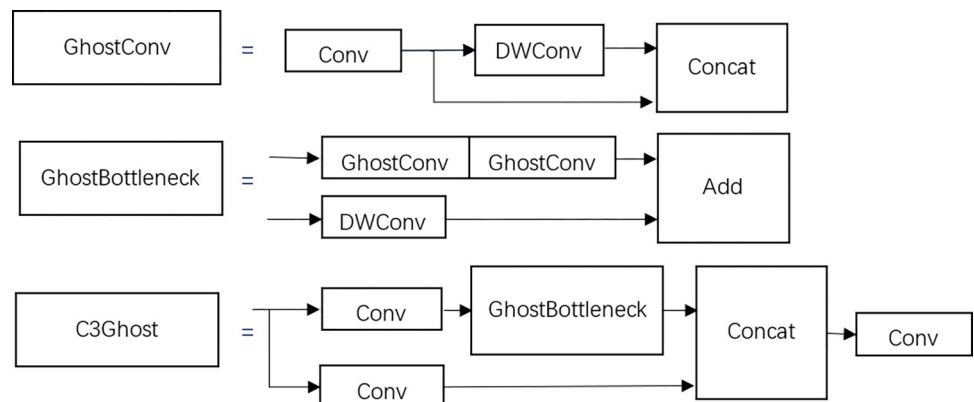 GhostConv = Conv DWConv Concat
GhostBottleneck = GhostConv GhostConv Add
DWConv
C3Ghost = Conv GhostBottleneck Concat Conv
Conv